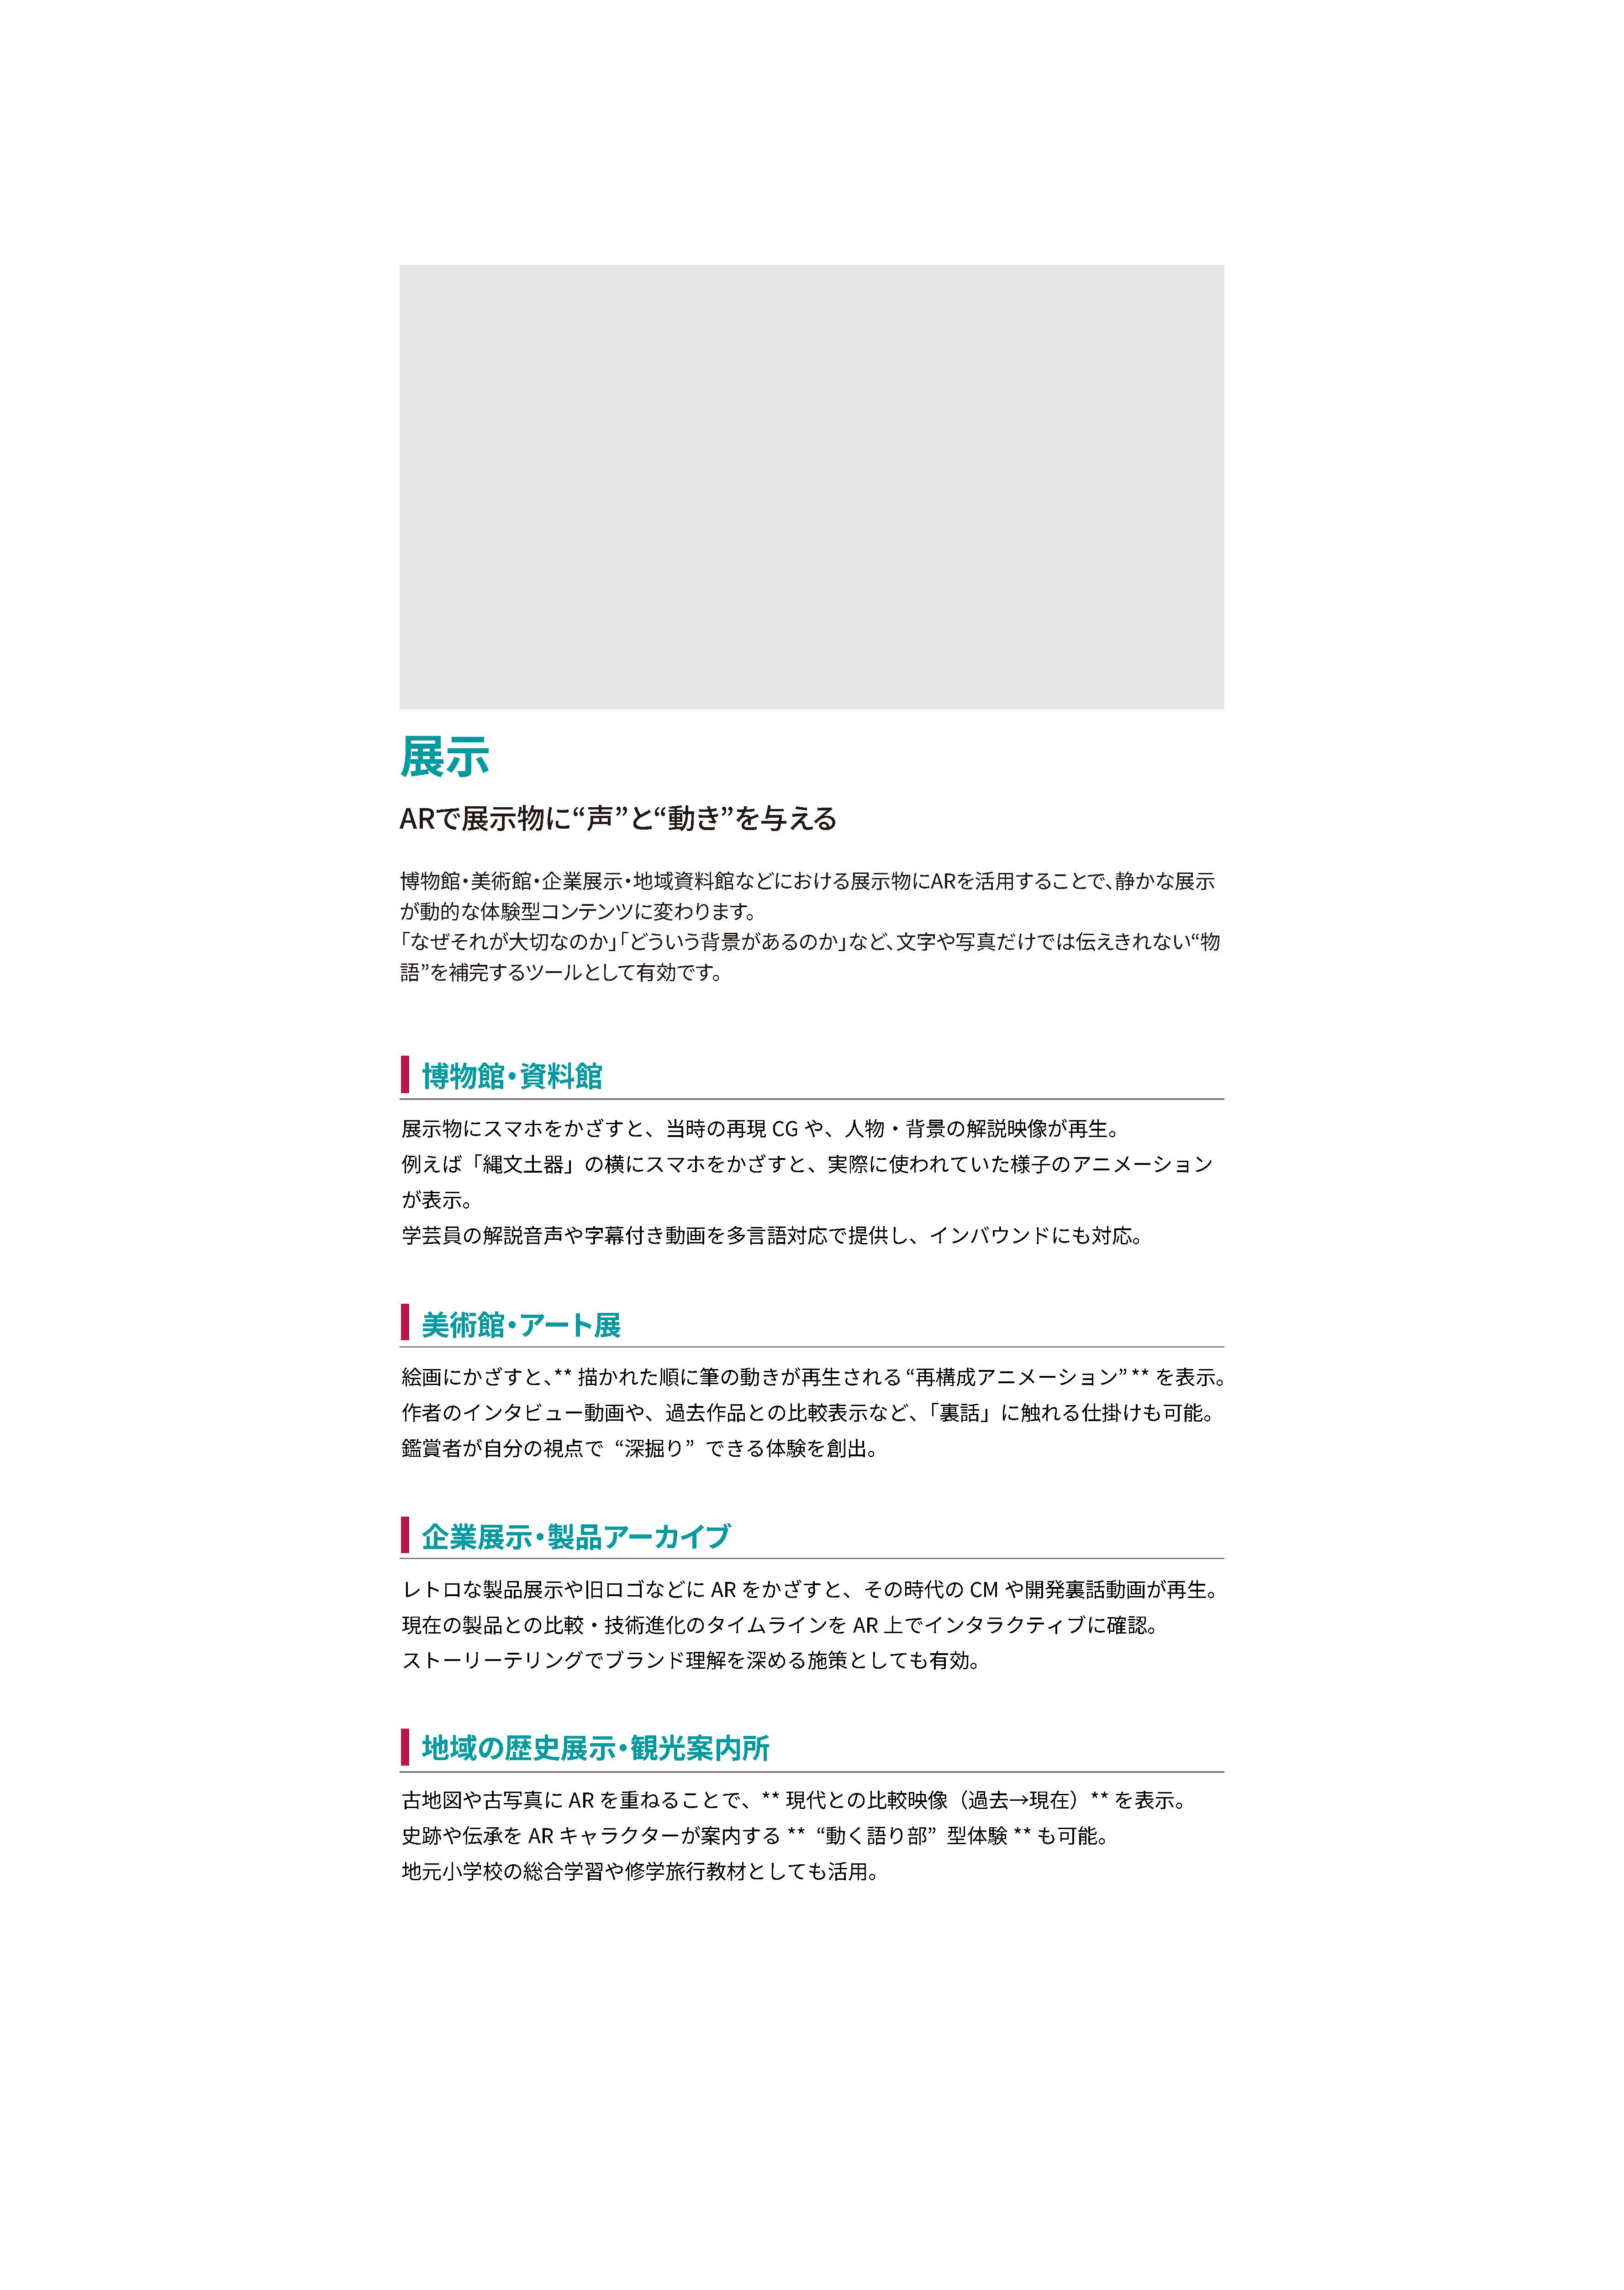 展示
ARで展示物に“声”と“動き”を与える
博物館・美術館・企業展示・地域資料館などにおける展示物にARを活用することで、静かな展示
が動的な体験型コンテンツに変わります。
「なぜそれが大切なのか」「どういう背景があるのか」など、文字や写真だけでは伝えきれない“物
語”を補完するツールとして有効です。
博物館・資料館
展示物にスマホをかざすと、当時の再現 CG や、人物・背景の解説映像が再生。
例えば「縄文土器」の横にスマホをかざすと、実際に使われていた様子のアニメーション
が表示。
学芸員の解説音声や字幕付き動画を多言語対応で提供し、インバウンドにも対応。
美術館・アート展
絵画にかざすと、** 描かれた順に筆の動きが再生される “再構成アニメーション” ** を表示。
作者のインタビュー動画や、過去作品との比較表示など、「裏話」に触れる仕掛けも可能。
鑑賞者が自分の視点で “深掘り” できる体験を創出。
企業展示・製品アーカイブ
レトロな製品展示や旧ロゴなどに AR をかざすと、その時代の CM や開発裏話動画が再生。
現在の製品との比較・技術進化のタイムラインを AR 上でインタラクティブに確認。
ストーリーテリングでブランド理解を深める施策としても有効。
地域の歴史展示・観光案内所
古地図や古写真に AR を重ねることで、** 現代との比較映像（過去→現在）** を表示。
史跡や伝承を AR キャラクターが案内する ** “動く語り部” 型体験 ** も可能。
地元小学校の総合学習や修学旅行教材としても活用。